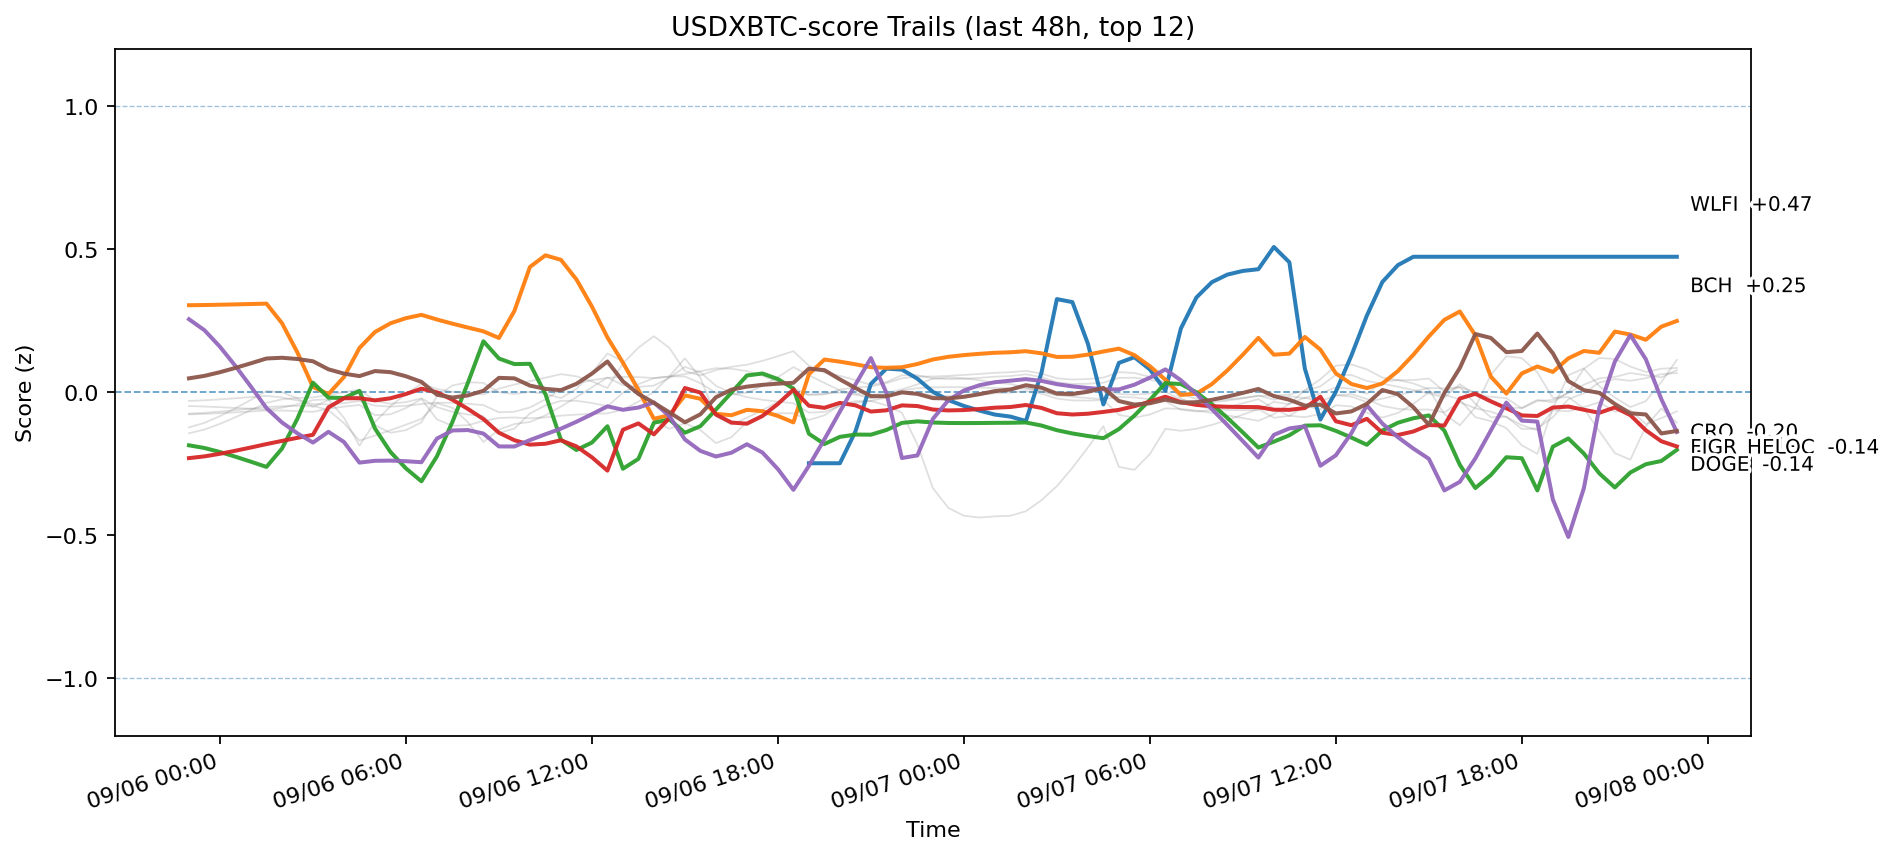 USDXBTC-score Trails (last 48h, top 12)
Score (z)
1.0
0.5
0.0
−0.5
−1.0
WLFI +0.47
BCH +0.25
CRO -0.20
FIGR_HELOC -0.14
DOGE -0.14
09/06 00:00
09/06 06:00
09/06 12:00
09/06 18:00
09/07 00:00
09/07 06:00
09/07 12:00
09/07 18:00
09/08 00:00
Time